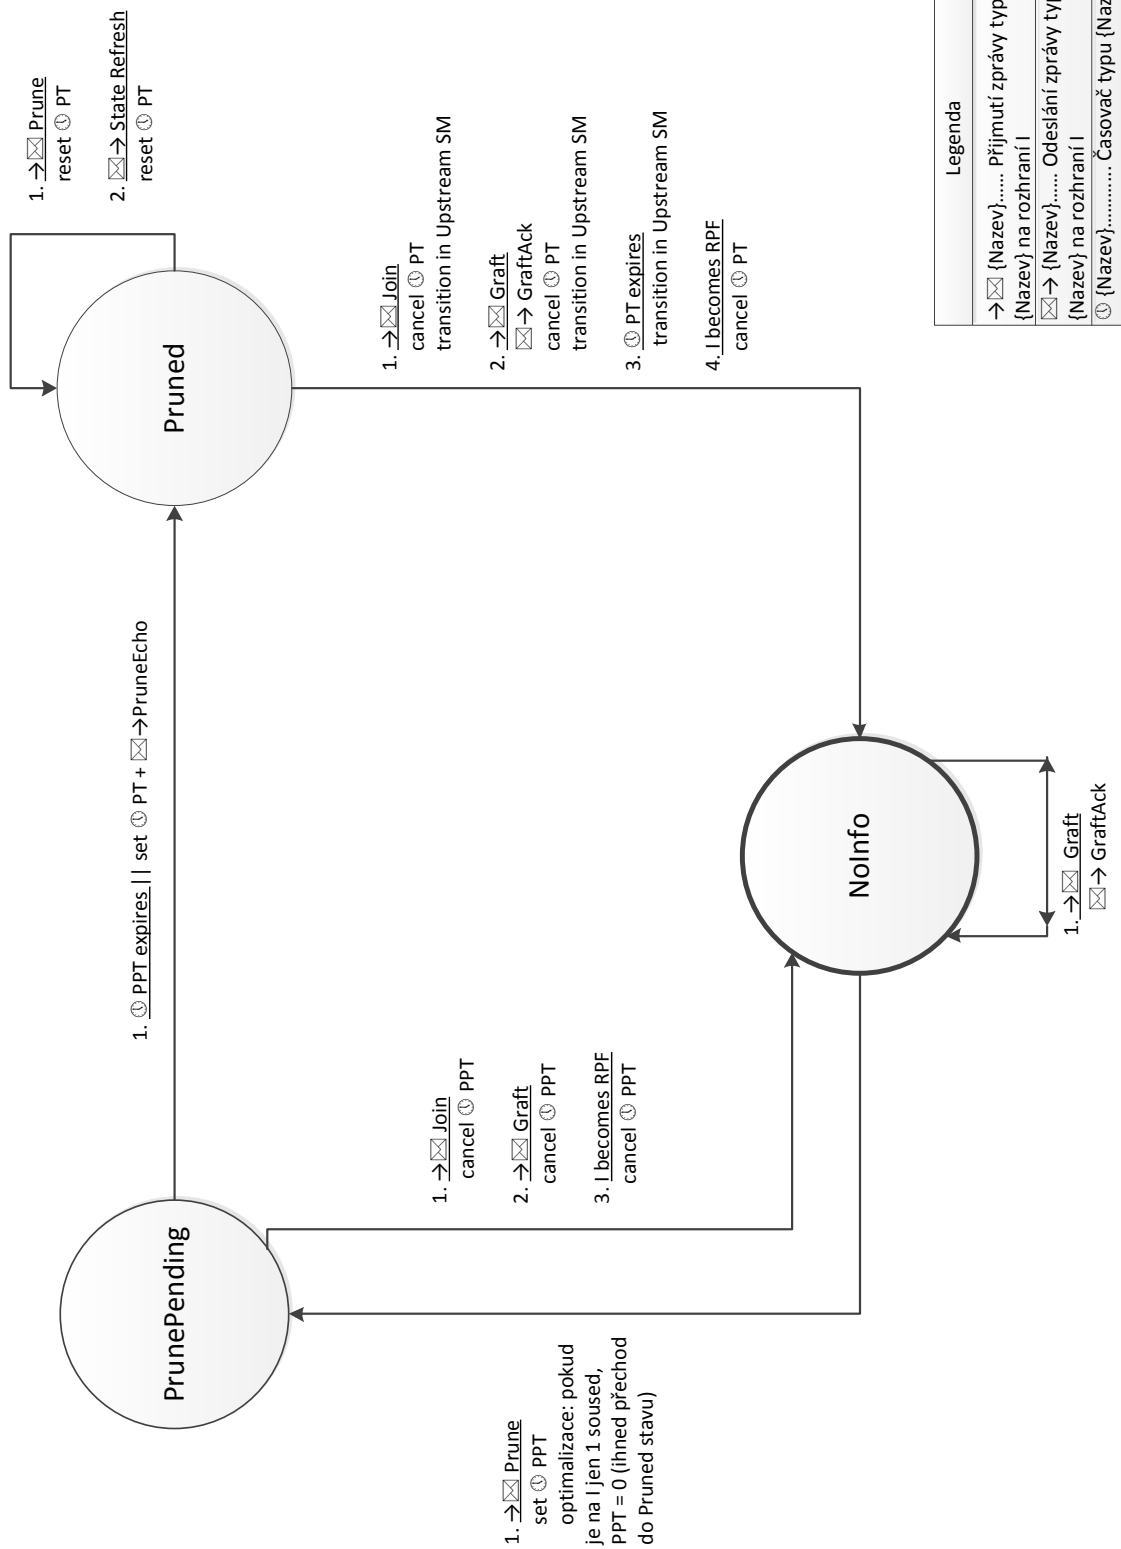 PrunePending
1. 🕒 PPT expires || set 🕒 PT + ✉→PruneEcho
Pruned
1. →✉ Prune
reset 🕒 PT
2. ✉→ State Refresh
reset 🕒 PT
1. →✉ Join
cancel 🕒 PPT
2. →✉ Graft
cancel 🕒 PPT
3. I becomes RPF
cancel 🕒 PPT
1. →✉ Join
cancel 🕒 PT
transition in Upstream SM
2. →✉ Graft
✉→ GraftAck
cancel 🕒 PT
transition in Upstream SM
3. 🕒 PT expires
transition in Upstream SM
4. I becomes RPF
cancel 🕒 PT
1. →✉ Prune
set 🕒 PPT
optimalizace: pokud
je na I jen 1 soused,
PPT = 0 (ihned přechod
do Pruned stavu)
NoInfo
1. →✉ Graft
✉→ GraftAck
Legenda
→✉ {Nazev}...... Přijmutí zprávy typ
{Nazev} na rozhraní I
✉→ {Nazev}...... Odeslání zprávy typ
{Nazev} na rozhraní I
🕒 {Nazev}............ Časovač typu {Naz